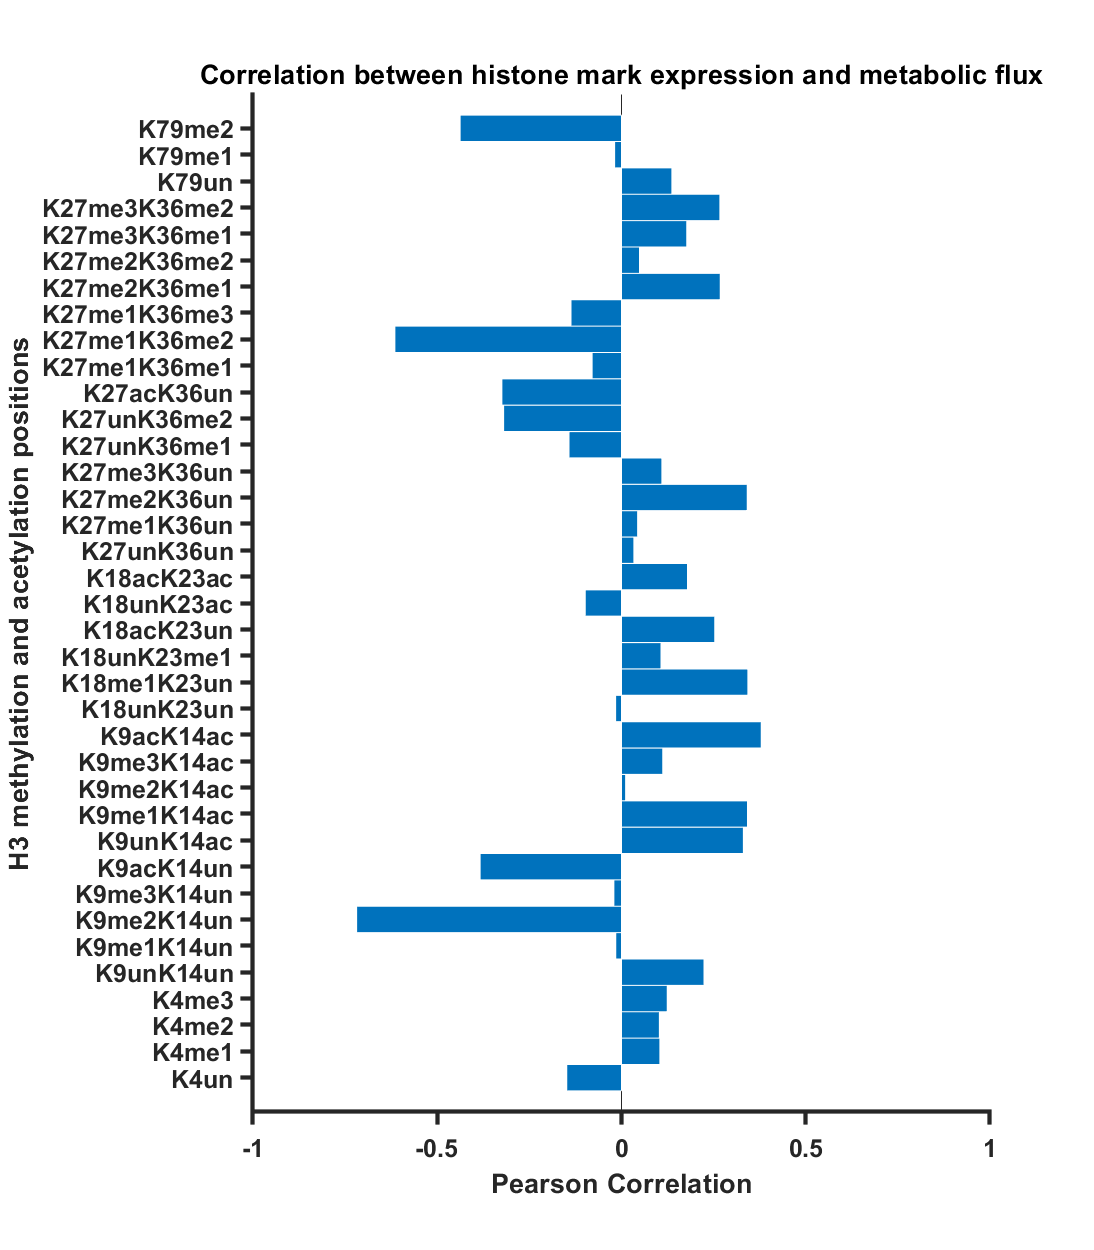 Correlation between histone mark expression and metabolic flux
H3 methylation and acetylation positions
K79me2
K79me1
K79un
K27me3K36me2
K27me3K36me1
K27me2K36me2
K27me2K36me1
K27me1K36me3
K27me1K36me2
K27me1K36me1
K27acK36un
K27unK36me2
K27unK36me1
K27me3K36un
K27me2K36un
K27me1K36un
K27unK36un
K18acK23ac
K18unK23ac
K18acK23un
K18unK23me1
K18me1K23un
K18unK23un
K9acK14ac
K9me3K14ac
K9me2K14ac
K9me1K14ac
K9unK14ac
K9acK14un
K9me3K14un
K9me2K14un
K9me1K14un
K9unK14un
K4me3
K4me2
K4me1
K4un
-1 -0.5 0 0.5 1
Pearson Correlation